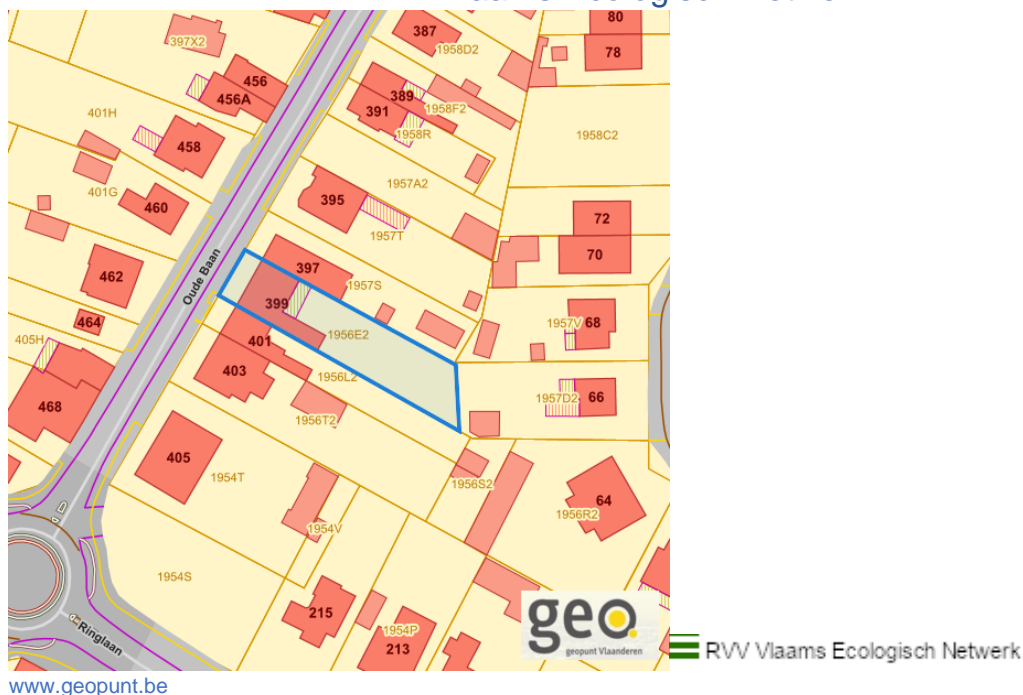 80
387
1958D2
78
397X2
456
456A
389
1958F2
391
1958R
401H
1958C2
458
1957A2
401G
395
460
72
1957T
70
Oude Baan
397
462
1957S
399
464
1957V
68
1956E2
405H
401
403
1956L2
1957D2
66
468
1956T2
405
1954T
1956S2
64
1956R2
1954V
1954S
215
geo
geopunt Vlaanderen
Ringlaan
1954P
213
RVV Vlaams Ecologisch Netwerk
www.geopunt.be